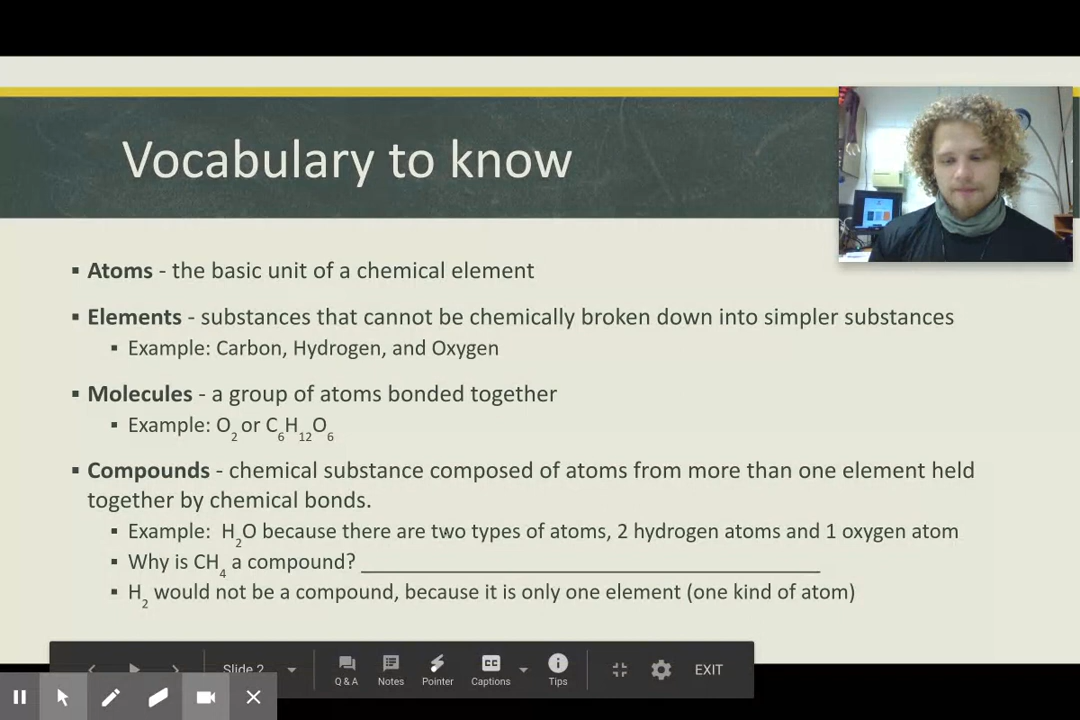 Vocabulary to know
▪ Atoms - the basic unit of a chemical element
▪ Elements - substances that cannot be chemically broken down into simpler substances
▪ Example: Carbon, Hydrogen, and Oxygen
▪ Molecules - a group of atoms bonded together
▪ Example: O₂ or C₆H₁₂O₆
▪ Compounds - chemical substance composed of atoms from more than one element held
together by chemical bonds.
▪ Example: H₂O because there are two types of atoms, 2 hydrogen atoms and 1 oxygen atom
▪ Why is CH₄ a compound? ______________________________________
▪ H₂ would not be a compound, because it is only one element (one kind of atom)
Slide 2
Q & A Notes Pointer CC Captions Tips EXIT